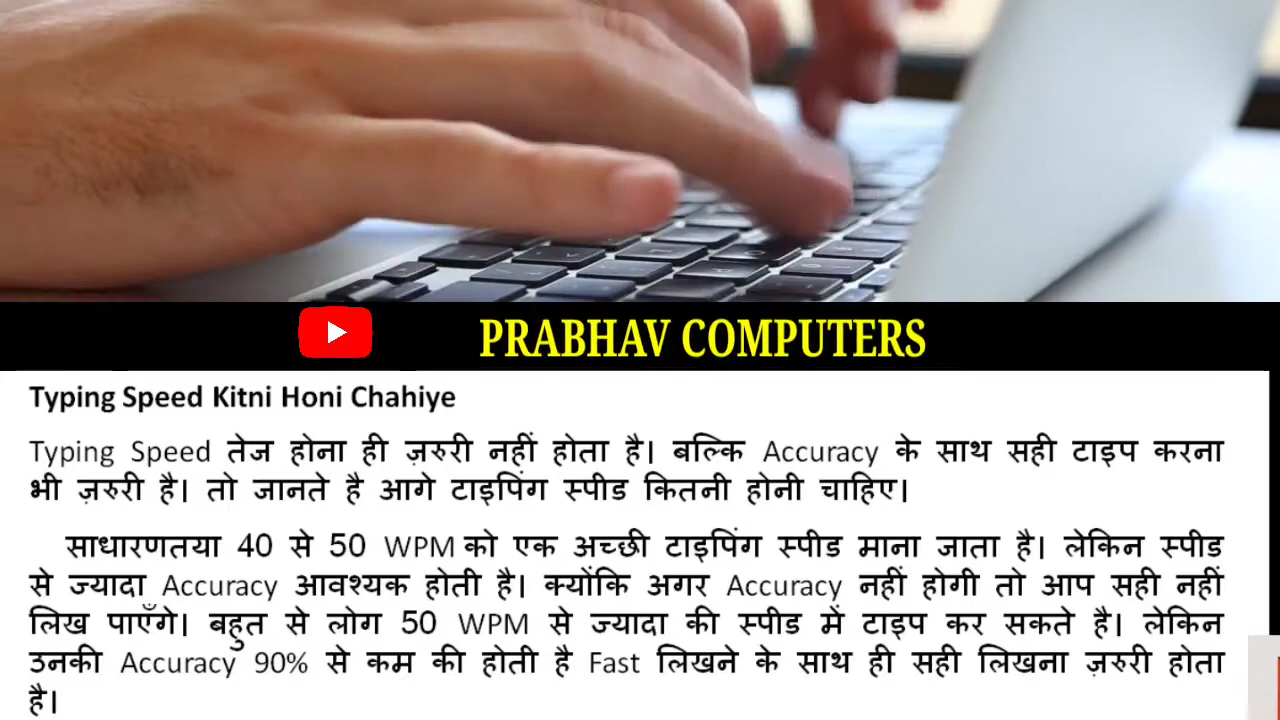 PRABHAV COMPUTERS
Typing Speed Kitni Honi Chahiye
Typing Speed तेज होना ही ज़रुरी नहीं होता है। बल्कि Accuracy के साथ सही टाइप करना
भी ज़रुरी है। तो जानते है आगे टाइपिंग स्पीड कितनी होनी चाहिए।
साधारणतया 40 से 50 WPM को एक अच्छी टाइपिंग स्पीड माना जाता है। लेकिन स्पीड
से ज्यादा Accuracy आवश्यक होती है। क्योंकि अगर Accuracy नहीं होगी तो आप सही नहीं
लिख पाएँगे। बहुत से लोग 50 WPM से ज्यादा की स्पीड में टाइप कर सकते है। लेकिन
उनकी Accuracy 90% से कम की होती है Fast लिखने के साथ ही सही लिखना ज़रुरी होता
है।